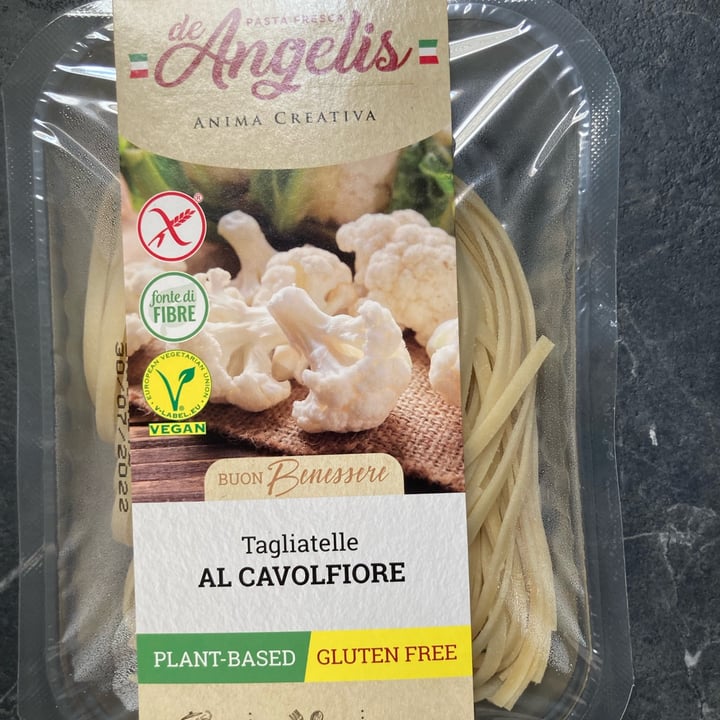 PASTA FRESCA
de Angelis
ANIMA CREATIVA
fonte di
FIBRE
EUROPEAN VEGETARIAN UNION
V-LABEL.EU
VEGAN
30/07/2022
BUON Benessere
Tagliatelle
AL CAVOLFIORE
PLANT-BASED
GLUTEN FREE